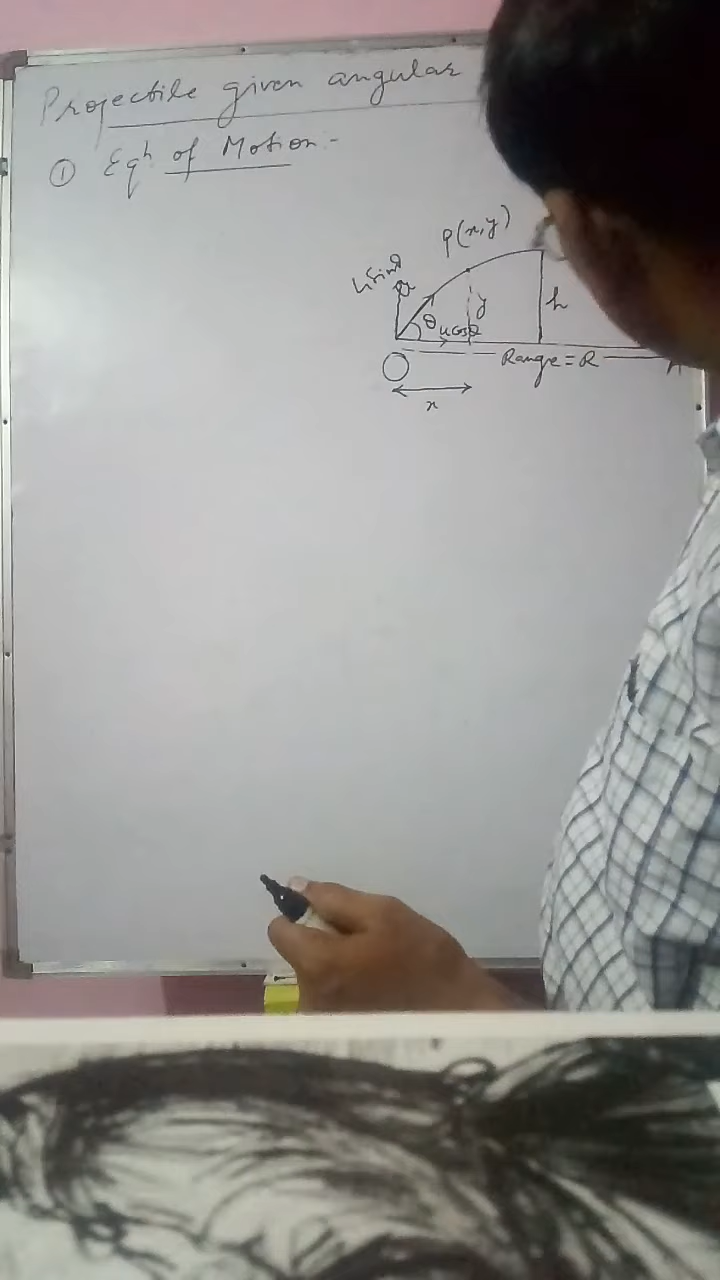 Projectile given angular
① Eqⁿ of Motion:-
P(x,y)
u sinθ
u
y
h
θ
u cosθ
O
Range = R
x